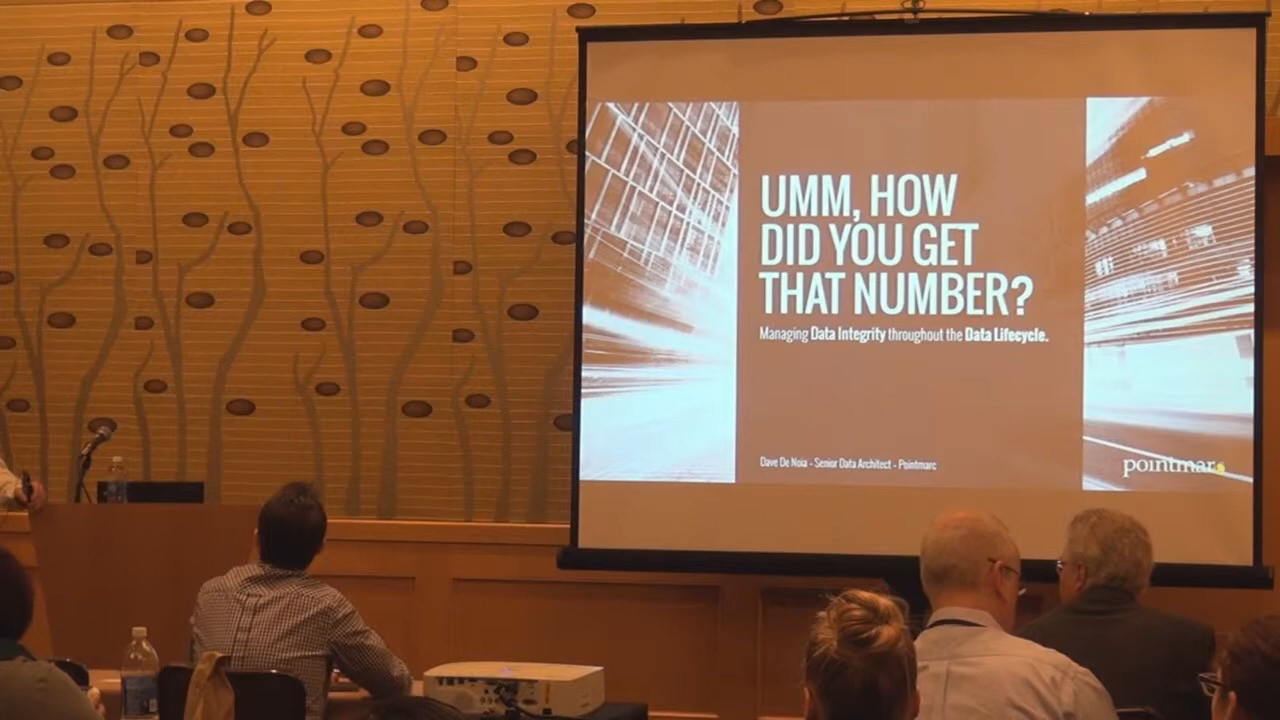 UMM, HOW
DID YOU GET
THAT NUMBER?
Managing Data Integrity throughout the Data Lifecycle.
Dave De Noia - Senior Data Architect - Pointmarc
pointmarc